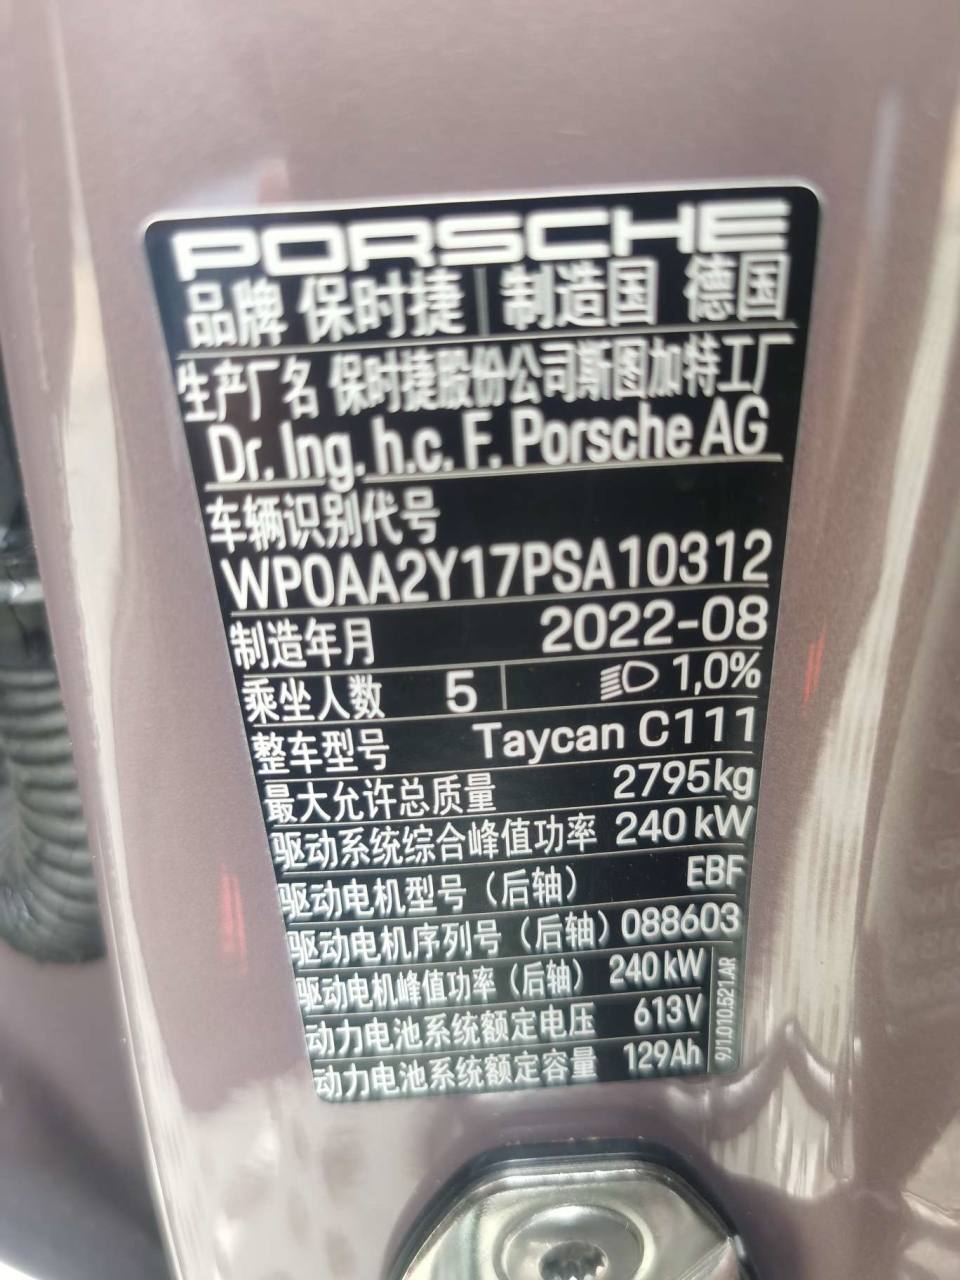 PORSCHE
品牌 保时捷 制造国 德国
生产厂名 保时捷股份公司斯图加特工厂
Dr. Ing. h.c. F. Porsche AG
车辆识别代号
WP0AA2Y17PSA10312
制造年月 2022-08
乘坐人数 5 1,0%
整车型号 Taycan C111
最大允许总质量 2795kg
驱动系统综合峰值功率 240 kW
驱动电机型号（后轴） EBF
驱动电机序列号（后轴） 088603
驱动电机峰值功率（后轴） 240 kW
动力电池系统额定电压 613V
动力电池系统额定容量 129Ah
9J1.010.521.AR